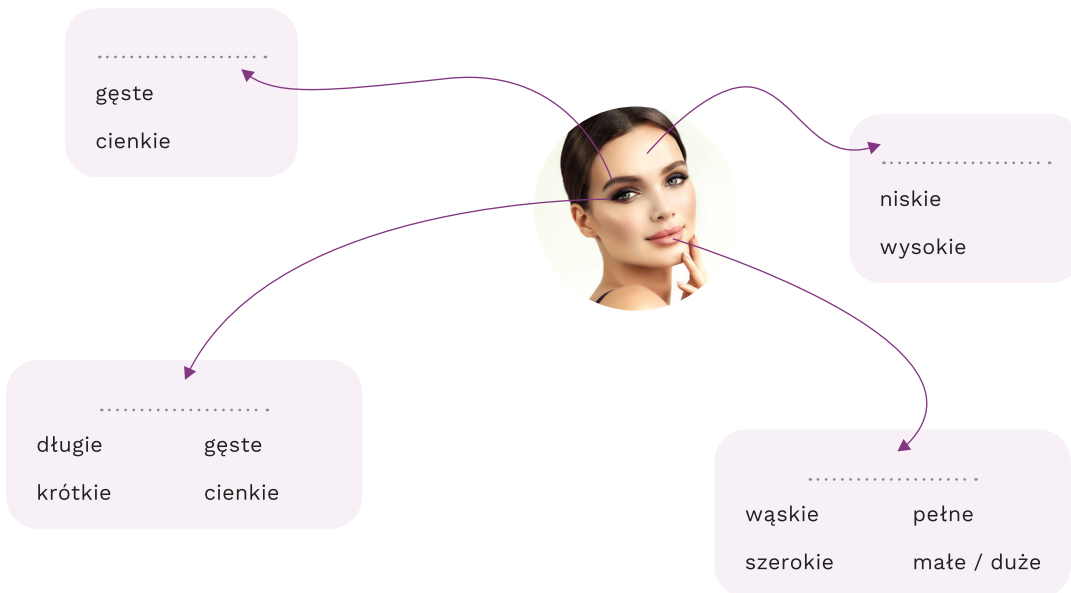 gęste
cienkie
niskie
wysokie
długie gęste
krótkie cienkie
wąskie pełne
szerokie małe / duże